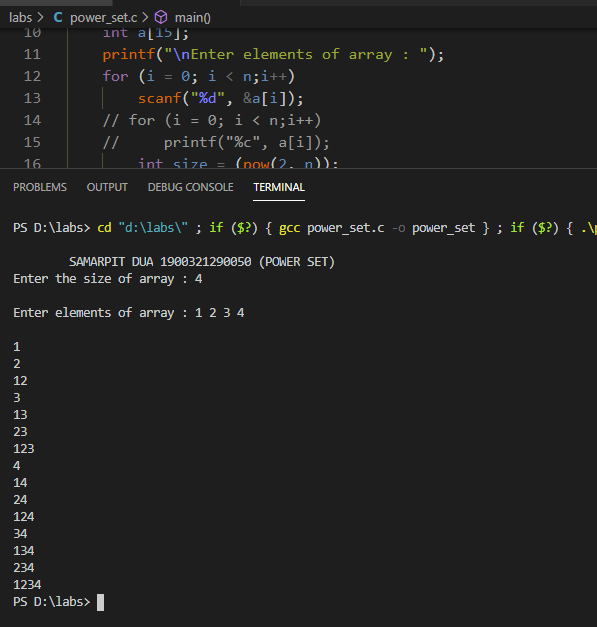 labs > C power_set.c > main()
10 int a[15];
11 printf("\nEnter elements of array : ");
12 for (i = 0; i < n;i++)
13 scanf("%d", &a[i]);
14 // for (i = 0; i < n;i++)
15 //     printf("%c", a[i]);
16 int size = (pow(2, n));
PROBLEMS OUTPUT DEBUG CONSOLE TERMINAL
PS D:\labs> cd "d:\labs\" ; if ($?) { gcc power_set.c -o power_set } ; if ($?) { .\p
SAMARPIT DUA 1900321290050 (POWER SET)
Enter the size of array : 4
Enter elements of array : 1 2 3 4
1
2
12
3
13
23
123
4
14
24
124
34
134
234
1234
PS D:\labs>